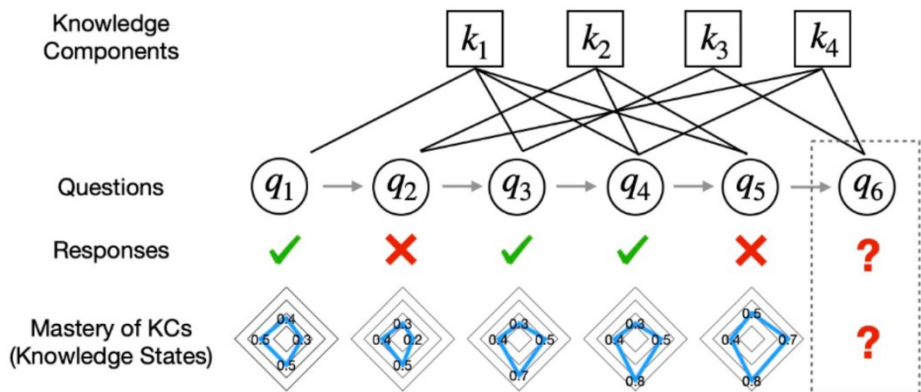 Knowledge
Components
k1 k2 k3 k4
Questions
q1 q2 q3 q4 q5 q6
Responses
? 
Mastery of KCs
(Knowledge States)
0.4
0.5 0.3
0.5
0.3
0.4 0.2
0.5
0.3
0.4 0.5
0.7
0.3
0.4 0.5
0.8
0.5
0.4 0.7
0.8
?